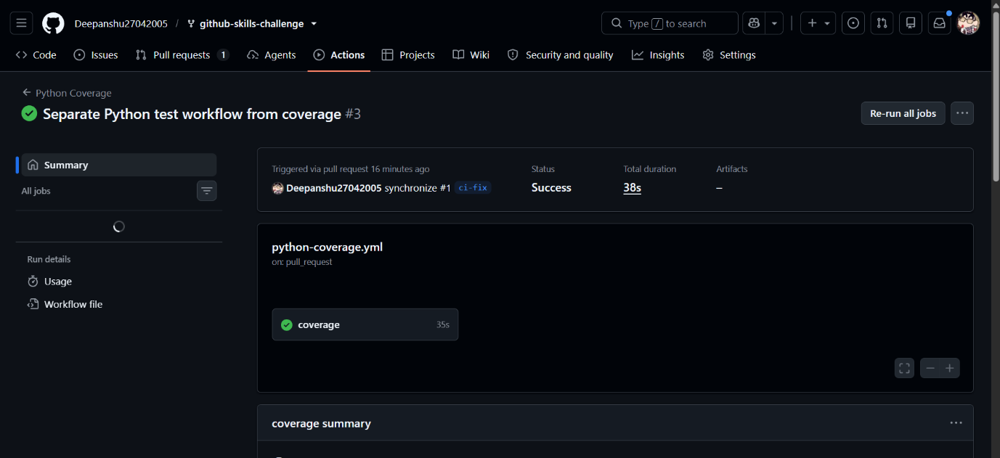 Deepanshu27042005 / github-skills-challenge
Type / to search
Code Issues Pull requests 1 Agents Actions Projects Wiki Security and quality Insights Settings
Python Coverage
Separate Python test workflow from coverage #3
Re-run all jobs
Summary
All jobs
Run details
Usage
Workflow file
Triggered via pull request 16 minutes ago
Deepanshu27042005 synchronize #1 ci-fix
Status
Success
Total duration
38s
Artifacts
–
python-coverage.yml
on: pull_request
coverage 35s
coverage summary